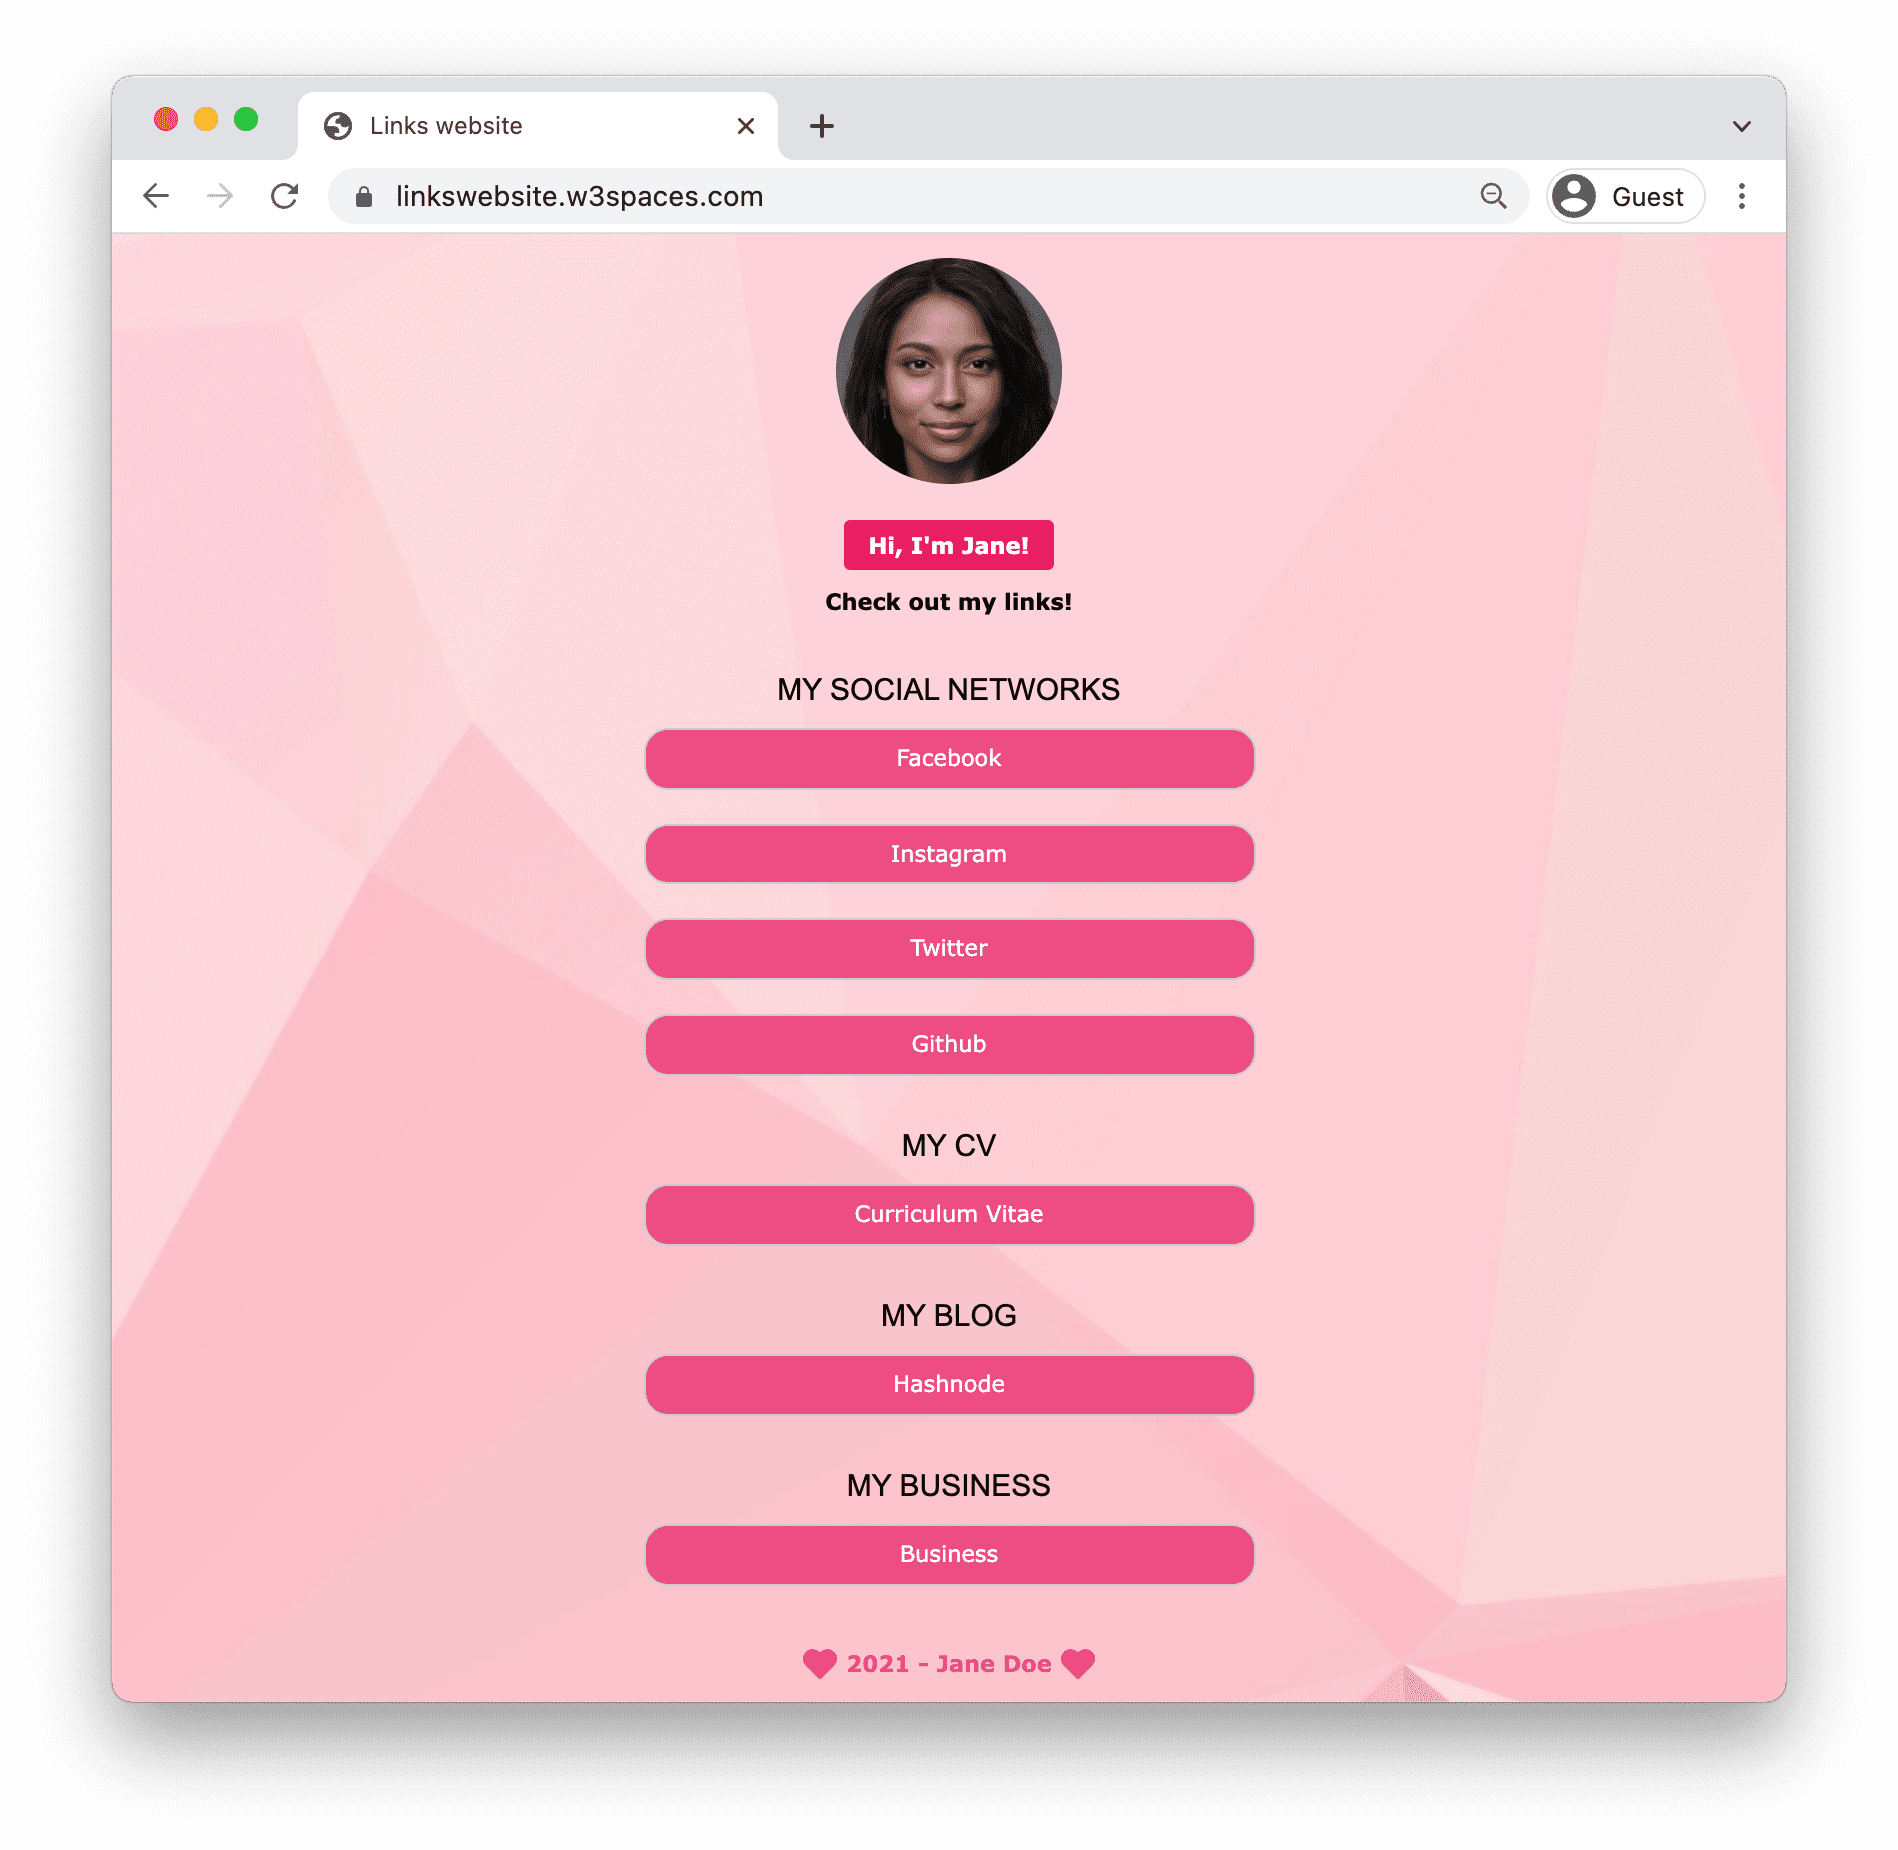 Links website
linkswebsite.w3spaces.com
Guest
Hi, I'm Jane!
Check out my links!
MY SOCIAL NETWORKS
Facebook
Instagram
Twitter
Github
MY CV
Curriculum Vitae
MY BLOG
Hashnode
MY BUSINESS
Business
2021 - Jane Doe